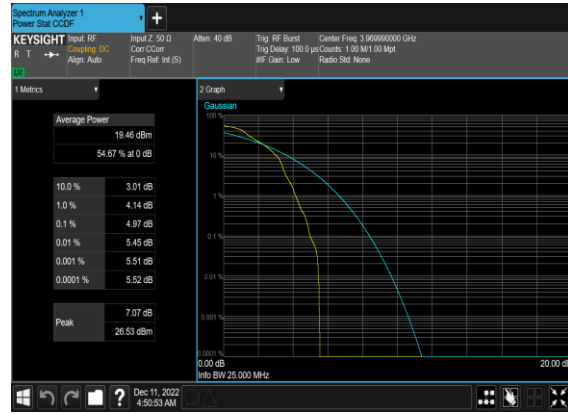 Spectrum Analyzer 1
Power Stat CCDF
+
KEYSIGHT
R T
LXI
Input: RF
Coupling: DC
Align: Auto
Input Z: 50 Ω
Corr CCorr
Freq Ref: Int (S)
Atten: 40 dB
Trig: RF Burst
Trig Delay: 100.0 µs
#IF Gain: Low
Center Freq: 3.969990000 GHz
Counts: 1.00 M/1.00 Mpt
Radio Std: None
1 Metrics
Average Power
19.46 dBm
54.67 % at 0 dB
10.0 % 3.01 dB
1.0 % 4.14 dB
0.1 % 4.97 dB
0.01 % 5.45 dB
0.001 % 5.51 dB
0.0001 % 5.52 dB
Peak
7.07 dB
26.53 dBm
2 Graph
Gaussian
100 %
10 %
1 %
0.1 %
0.01 %
0.001 %
0.0001 %
0.00 dB 20.00 dB
Info BW 25.000 MHz
?
Dec 11, 2022
4:50:53 AM